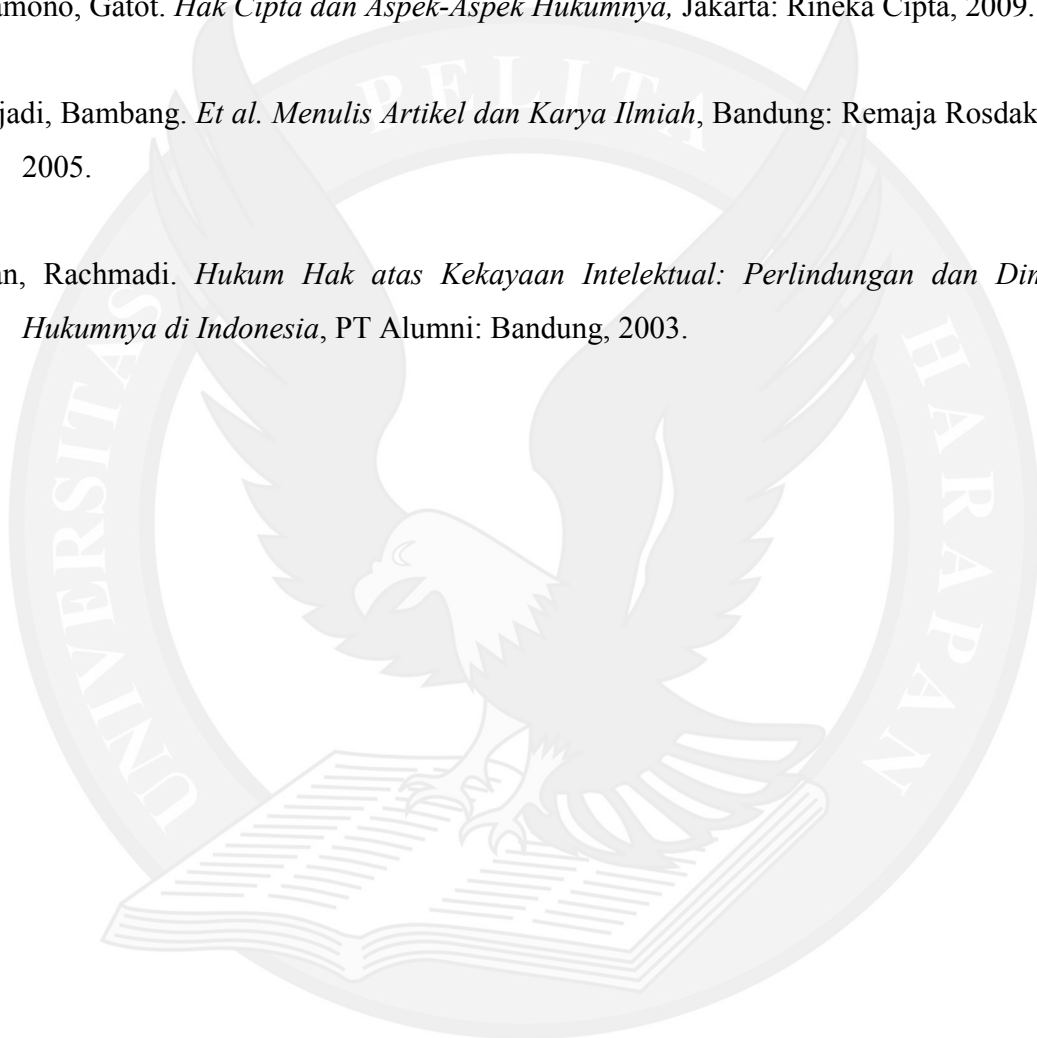 amono, Gatot. Hak Cipta dan Aspek-Aspek Hukumnya, Jakarta: Rineka Cipta, 2009.
jadi, Bambang. Et al. Menulis Artikel dan Karya Ilmiah, Bandung: Remaja Rosdak
2005.
an, Rachmadi. Hukum Hak atas Kekayaan Intelektual: Perlindungan dan Dim
Hukumnya di Indonesia, PT Alumni: Bandung, 2003.
UNIVERSITAS PELITA HARAPAN